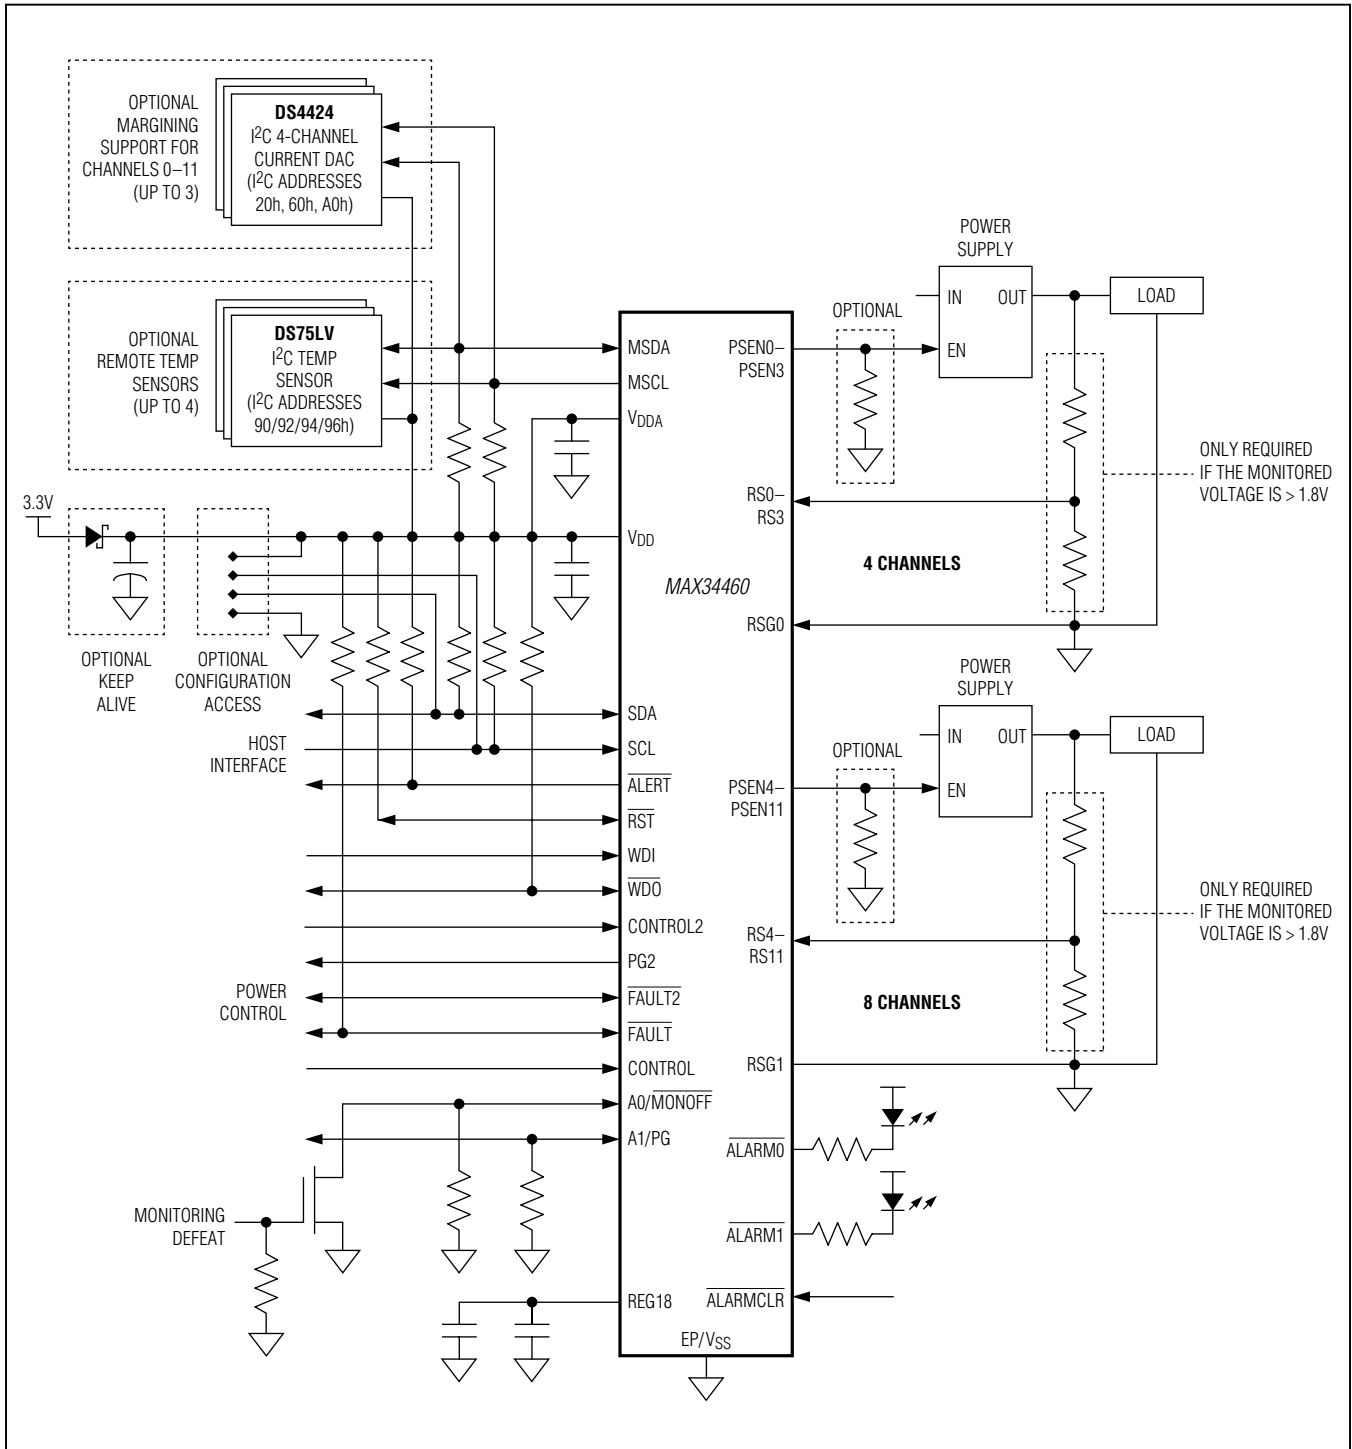 OPTIONAL
MARGINING
SUPPORT FOR
CHANNELS 0–11
(UP TO 3)
DS4424
I²C 4-CHANNEL
CURRENT DAC
(I²C ADDRESSES
20h, 60h, A0h)
OPTIONAL
REMOTE TEMP
SENSORS
(UP TO 4)
DS75LV
I²C TEMP
SENSOR
(I²C ADDRESSES
90/92/94/96h)
3.3V
OPTIONAL
KEEP
ALIVE
OPTIONAL
CONFIGURATION
ACCESS
HOST
INTERFACE
POWER
CONTROL
MONITORING
DEFEAT
MSDA
MSCL
VDDA
VDD
MAX34460
SDA
SCL
ALERT
RST
WDI
WDO
CONTROL2
PG2
FAULT2
FAULT
CONTROL
A0/MONOFF
A1/PG
REG18
EP/VSS
PSEN0–
PSEN3
RS0–
RS3
RSG0
PSEN4–
PSEN11
RS4–
RS11
RSG1
ALARM0
ALARM1
ALARMCLR
OPTIONAL
POWER
SUPPLY
IN
OUT
EN
LOAD
ONLY REQUIRED
IF THE MONITORED
VOLTAGE IS > 1.8V
4 CHANNELS
OPTIONAL
POWER
SUPPLY
IN
OUT
EN
LOAD
ONLY REQUIRED
IF THE MONITORED
VOLTAGE IS > 1.8V
8 CHANNELS